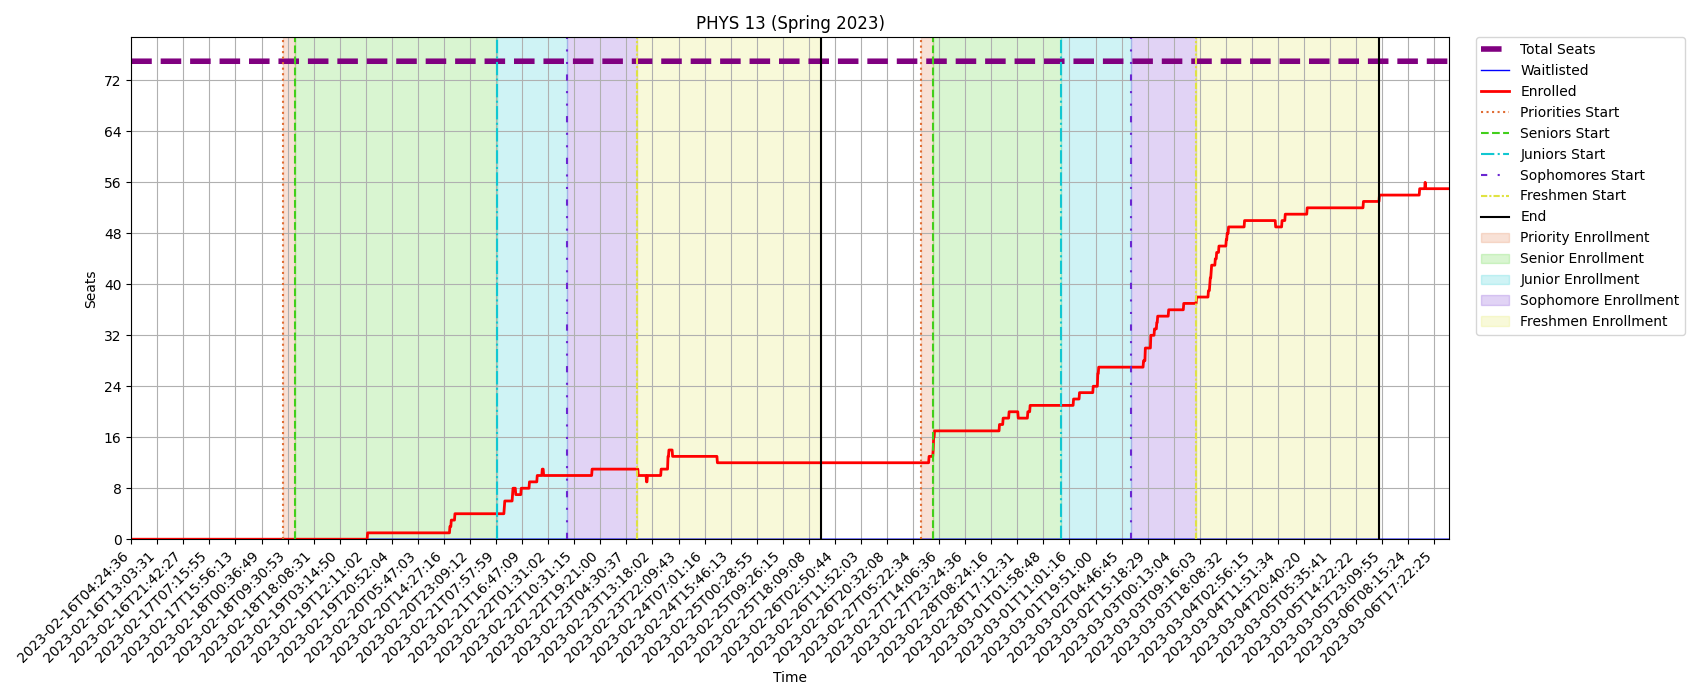 PHYS 13 (Spring 2023)
Seats
72
64
56
48
40
32
24
16
8
0
2023-02-16T04:24:36
2023-02-16T13:03:31
2023-02-16T21:42:27
2023-02-17T07:15:55
2023-02-17T15:56:13
2023-02-18T00:36:49
2023-02-18T09:30:53
2023-02-18T18:08:31
2023-02-19T03:14:50
2023-02-19T12:11:02
2023-02-19T20:52:04
2023-02-20T05:47:03
2023-02-20T14:27:16
2023-02-20T23:09:12
2023-02-21T07:57:59
2023-02-21T16:47:09
2023-02-22T01:31:02
2023-02-22T10:31:15
2023-02-22T19:21:00
2023-02-23T04:30:37
2023-02-23T13:18:02
2023-02-23T22:09:43
2023-02-24T07:01:16
2023-02-24T15:46:13
2023-02-25T00:28:55
2023-02-25T09:26:15
2023-02-25T18:09:08
2023-02-26T02:50:44
2023-02-26T11:52:03
2023-02-26T20:32:08
2023-02-27T05:22:34
2023-02-27T14:06:36
2023-02-27T23:24:36
2023-02-28T08:24:16
2023-02-28T17:12:31
2023-03-01T01:58:48
2023-03-01T11:01:16
2023-03-01T19:51:00
2023-03-02T04:46:45
2023-03-02T15:18:29
2023-03-03T00:13:04
2023-03-03T09:16:03
2023-03-03T18:08:32
2023-03-04T02:56:15
2023-03-04T11:51:34
2023-03-04T20:40:20
2023-03-05T05:35:41
2023-03-05T14:22:22
2023-03-05T23:09:55
2023-03-06T08:15:24
2023-03-06T17:22:25
Time
Total Seats
Waitlisted
Enrolled
Priorities Start
Seniors Start
Juniors Start
Sophomores Start
Freshmen Start
End
Priority Enrollment
Senior Enrollment
Junior Enrollment
Sophomore Enrollment
Freshmen Enrollment